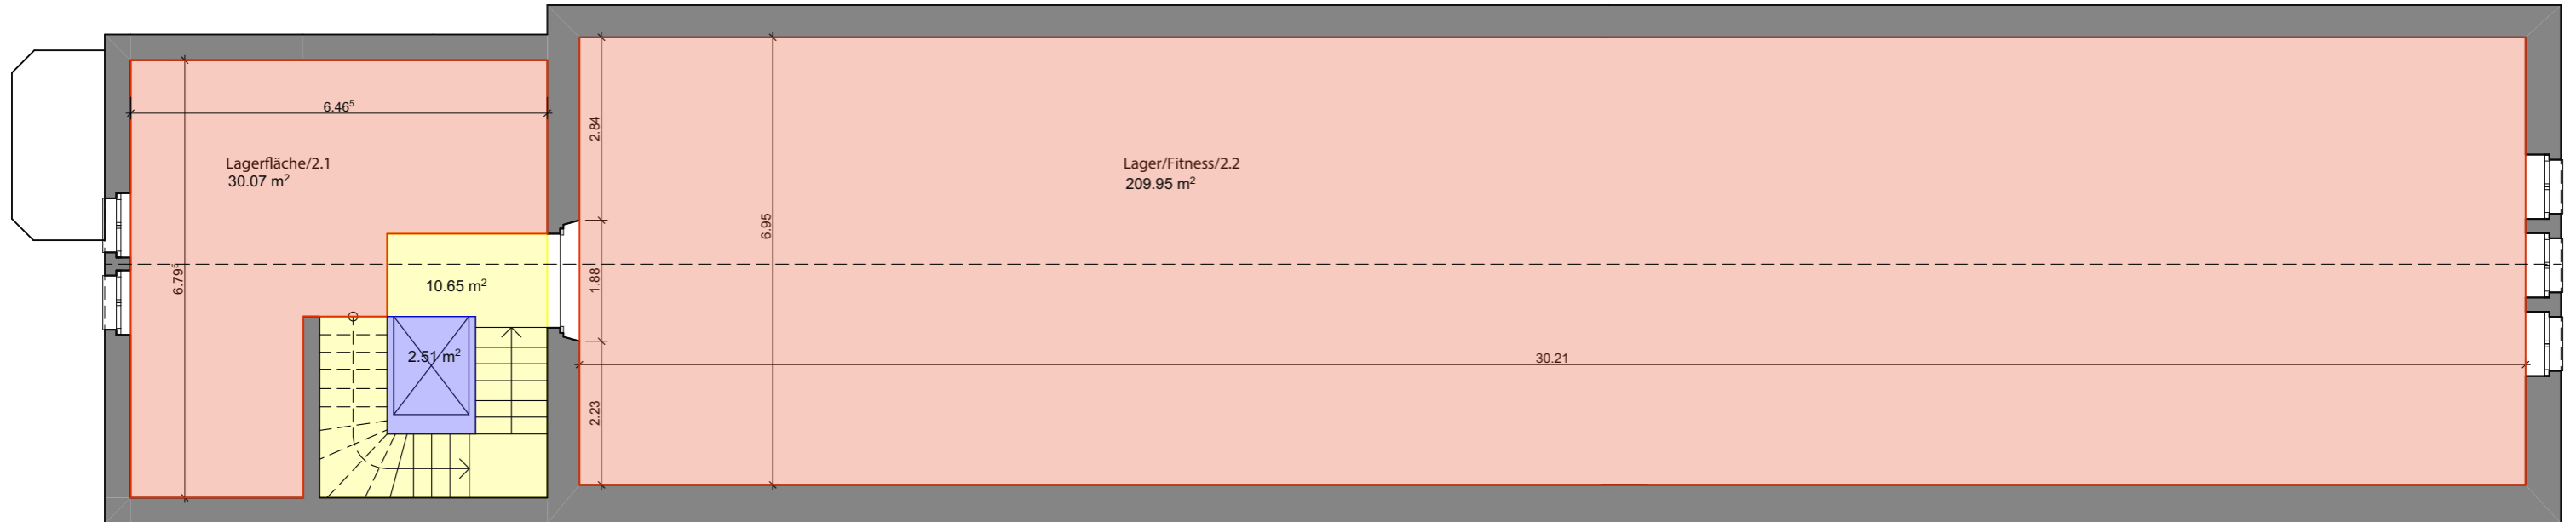 6.46⁵
2.84
Lagerfläche/2.1
30.07 m²
Lager/Fitness/2.2
209.95 m²
6.95
6.79⁵
1.88
10.65 m²
2.51 m²
30.21
2.23